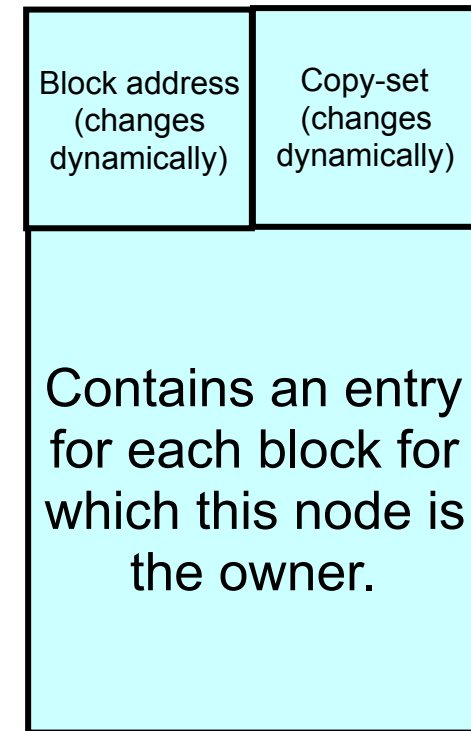 Block address
(changes
dynamically)
Copy-set
(changes
dynamically)
Contains an entry
for each block for
which this node is
the owner.